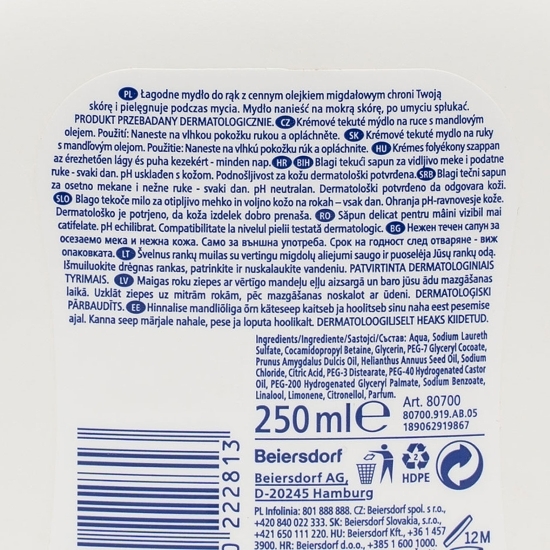 PL Łagodne mydło do rąk z cennym olejkiem migdałowym chroni Twoją
skórę i pielęgnuje podczas mycia. Mydło nanieść na mokrą skórę, po umyciu spłukać.
PRODUKT PRZEBADANY DERMATOLOGICZNIE. CZ Krémové tekuté mýdlo na ruce s mandlovým
olejem. Použití: Naneste na vlhkou pokožku rukou a opláchněte. SK Krémové tekuté mydlo na ruky
s mandľovým olejom. Použitie: Naneste na vlhkú pokožku rúk a opláchnite. HU Krémes folyékony szappan
az érezhetően lágy és puha kezekért - minden nap. HR BIH Blagi tekući sapun za vidljivo meke i podatne
ruke - svaki dan. pH usklađen s kožom. Podnošljivost za kožu dermatološki potvrđena. SRB Blagi tečni sapun
za osetno mekane i nežne ruke - svaki dan. pH neutralan. Dermatološki potvrđeno da odgovara koži.
SLO Blago tekoče milo za otipljivo mehko in voljno kožo na rokah – vsak dan. Ohranja pH-ravnovesje kože.
Dermatološko je potrjeno, da koža izdelek dobro prenaša. RO Săpun delicat pentru mâini vizibil mai
catifelate. pH echilibrat. Compatibilitate la nivelul pielii testată dermatologic. BG Нежен течен сапун за
осезаемо мека и нежна кожа. Само за външна употреба. Срок на годност след отваряне - виж
опаковката. LT Švelnus rankų muilas su vertingu migdolų aliejumi saugo ir puoselėja Jūsų rankų odą.
Išmuiluokite drėgnas rankas, patrinkite ir nuskalaukite vandeniu. PATVIRTINTA DERMATOLOGINIAIS
TYRIMAIS. LV Maigas roku ziepes ar vērtīgo mandeļu eļļu aizsargā un baro jūsu ādu mazgāšanas
laikā. Uzklāt ziepes uz mitrām rokām, pēc mazgāšanas noskalot ar ūdeni. DERMATOLOĢISKI
PĀRBAUDĪTS. EE Hinnalise mandliõliga õrn käteseep kaitseb ja hoolitseb sinu naha eest pesemise
ajal. Kanna seep märjale nahale, pese ja loputa hoolikalt. DERMATOLOOGILISELT HEAKS KIIDETUD.
Ingredients/Ingrediente/Sastojci/Състав: Aqua, Sodium Laureth
Sulfate, Cocamidopropyl Betaine, Glycerin, PEG-7 Glyceryl Cocoate,
Prunus Amygdalus Dulcis Oil, Helianthus Annuus Seed Oil, Sodium
Chloride, Citric Acid, PEG-3 Distearate, PEG-40 Hydrogenated Castor
Oil, PEG-200 Hydrogenated Glyceryl Palmate, Sodium Benzoate,
Linalool, Limonene, Citronellol, Parfum.
250 ml e
Art. 80700
80700.919.AB.05
189062919867
Beiersdorf
Beiersdorf AG,
D-20245 Hamburg
2
HDPE
PL Infolinia: 801 888 888. CZ: Beiersdorf spol. s r.o.,
+420 840 022 333. SK: Beiersdorf Slovakia, s.r.o.,
+421 650 111 220. HU: Beiersdorf Kft., +36 1 457
3900. HR: Beiersdorf d.o.o., +385 1 600 1000.
12M
0 222813